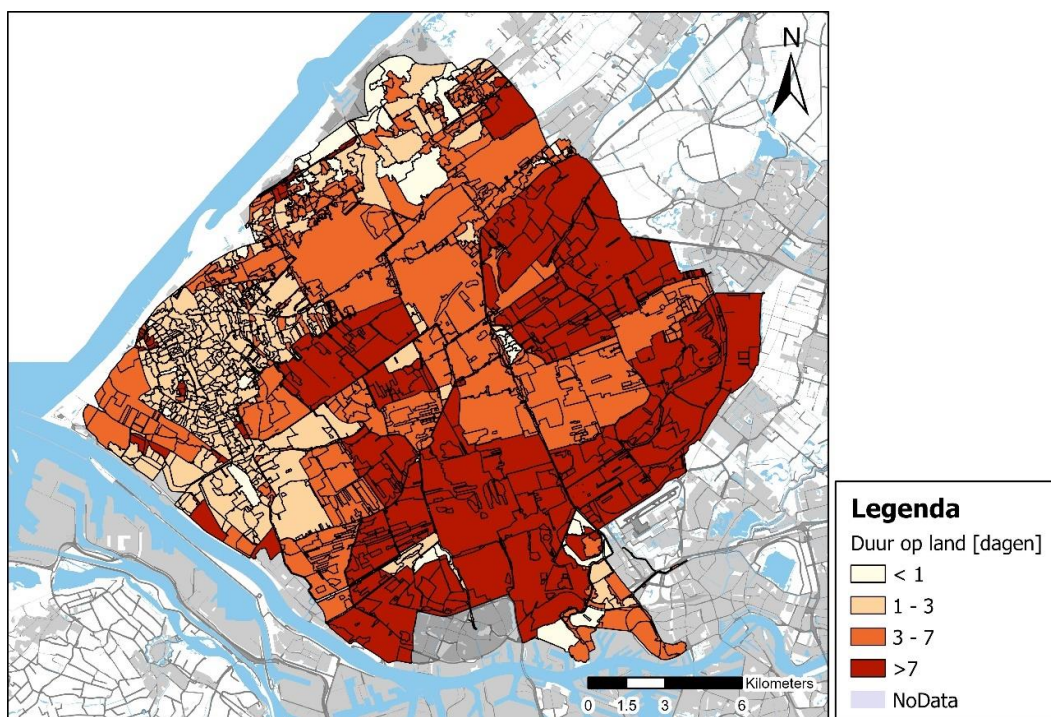 N
Kilometers
0 1.5 3 6
Legenda
Duur op land [dagen]
< 1
1 - 3
3 - 7
>7
NoData